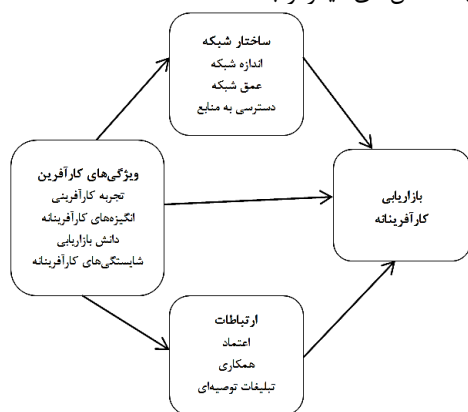 ساختار شبکه
اندازه شبکه
عمق شبکه
دسترسی به منابع
ویژگی‌های کارآفرین
تجربه کارآفرینی
انگیزه‌های کارآفرینانه
دانش بازاریابی
شایستگی‌های کارآفرینانه
بازاریابی
کارآفرینانه
ارتباطات
اعتماد
همکاری
تبلیغات توصیه‌ای